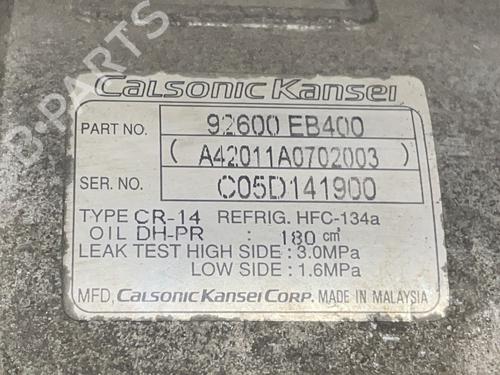 B-PARTS
Calsonic Kansei
PART NO. 92600 EB400
( A42011A0702003 )
SER. NO. C05D141900
TYPE CR-14 REFRIG. HFC-134a
OIL DH-PR : 180 cm³
LEAK TEST HIGH SIDE : 3.0MPa
LOW SIDE : 1.6MPa
MFD. CALSONIC KANSEI CORP. MADE IN MALAYSIA